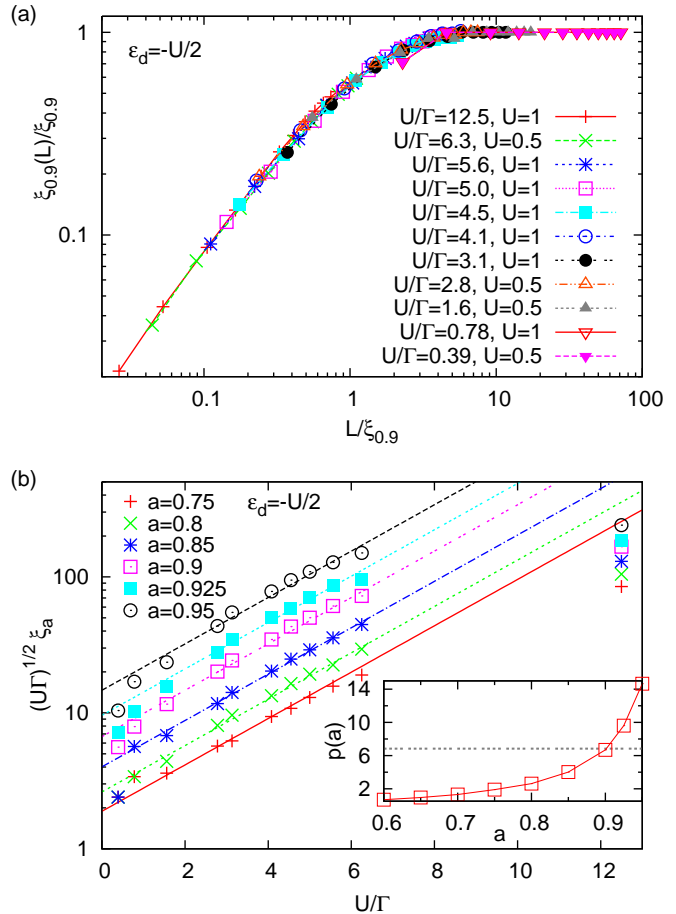 (a)
ε_d=-U/2
ξ_0.9(L)/ξ_0.9
1
0.1
U/Γ=12.5, U=1
U/Γ=6.3, U=0.5
U/Γ=5.6, U=1
U/Γ=5.0, U=1
U/Γ=4.5, U=1
U/Γ=4.1, U=1
U/Γ=3.1, U=1
U/Γ=2.8, U=0.5
U/Γ=1.6, U=0.5
U/Γ=0.78, U=1
U/Γ=0.39, U=0.5
0.1 1 10 100
L/ξ_0.9
(b)
a=0.75 ε_d=-U/2
a=0.8
a=0.85
a=0.9
a=0.925
a=0.95
(UΓ)^1/2 ξ_a
100
10
1
p(a)
14
10
6
2
0.6 0.7 0.8 0.9
a
0 2 4 6 8 10 12
U/Γ